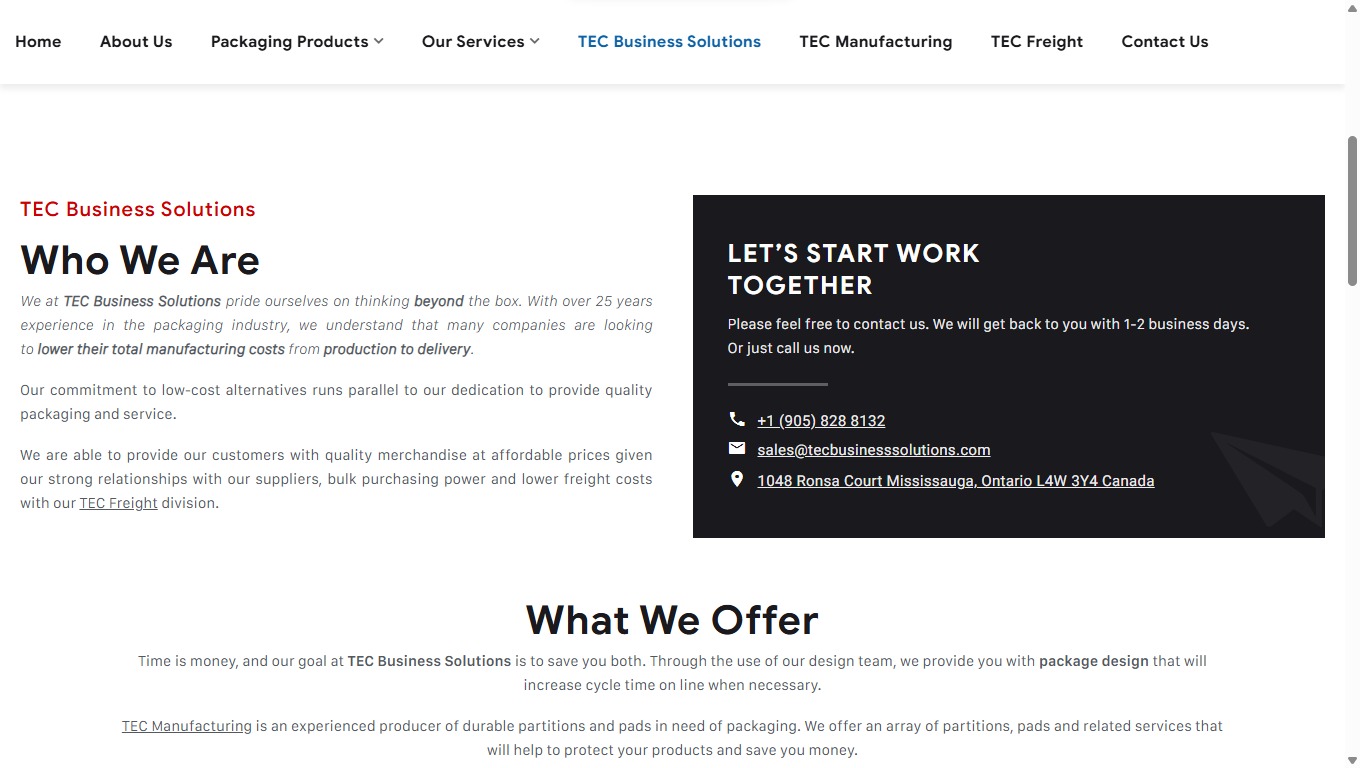 Home About Us Packaging Products Our Services TEC Business Solutions TEC Manufacturing TEC Freight Contact Us
TEC Business Solutions
Who We Are
We at TEC Business Solutions pride ourselves on thinking beyond the box. With over 25 years
experience in the packaging industry, we understand that many companies are looking
to lower their total manufacturing costs from production to delivery.
Our commitment to low-cost alternatives runs parallel to our dedication to provide quality
packaging and service.
We are able to provide our customers with quality merchandise at affordable prices given
our strong relationships with our suppliers, bulk purchasing power and lower freight costs
with our TEC Freight division.
LET’S START WORK
TOGETHER
Please feel free to contact us. We will get back to you with 1-2 business days.
Or just call us now.
+1 (905) 828 8132
sales@tecbusinesssolutions.com
1048 Ronsa Court Mississauga, Ontario L4W 3Y4 Canada
What We Offer
Time is money, and our goal at TEC Business Solutions is to save you both. Through the use of our design team, we provide you with package design that will
increase cycle time on line when necessary.
TEC Manufacturing is an experienced producer of durable partitions and pads in need of packaging. We offer an array of partitions, pads and related services that
will help to protect your products and save you money.